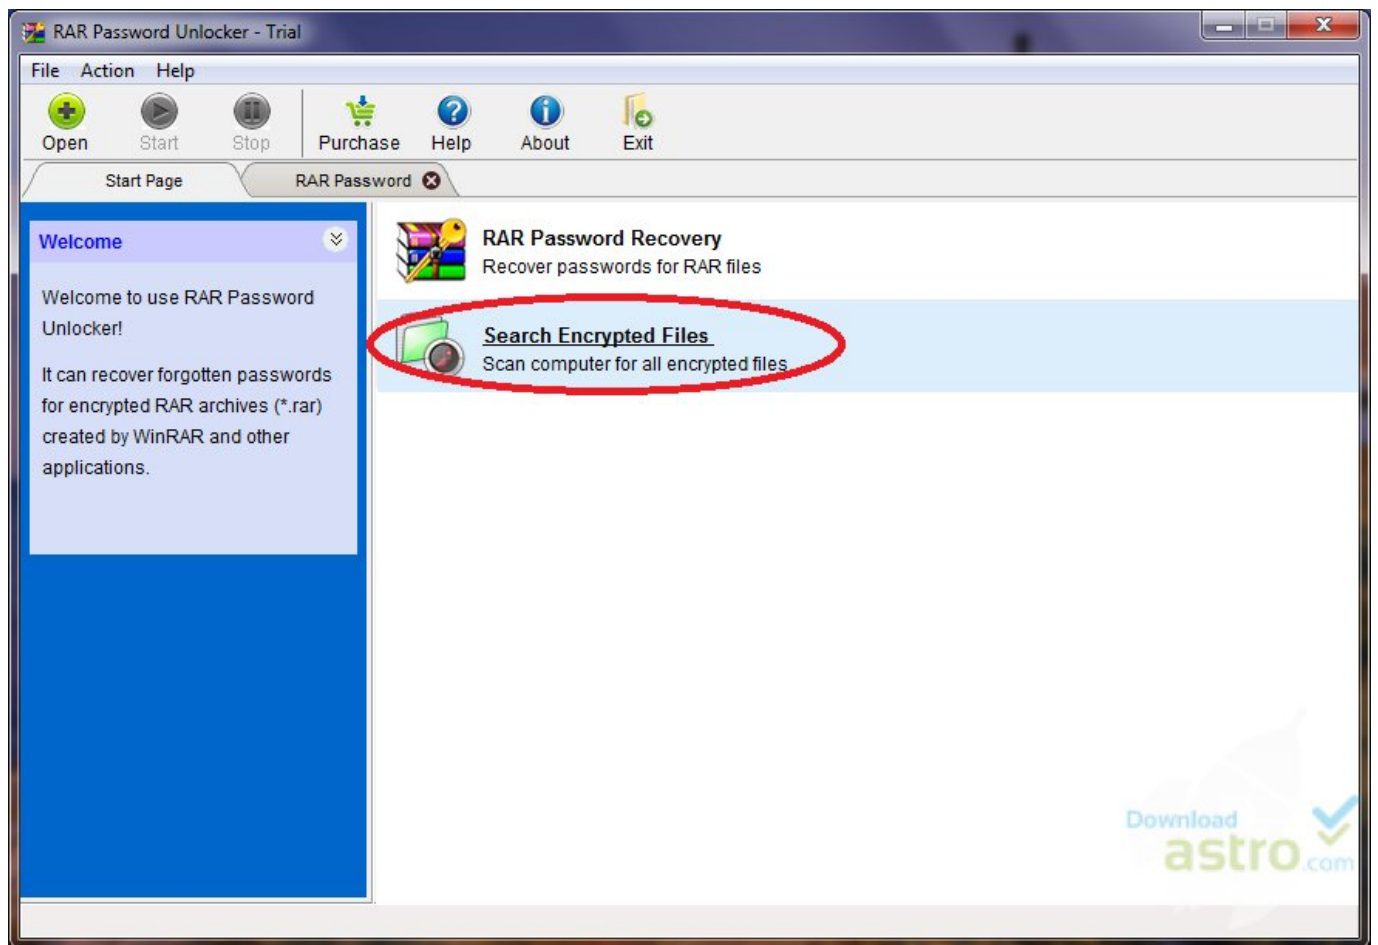 RAR Password Unlocker - Trial
File Action Help
Open Start Stop Purchase Help About Exit
Start Page RAR Password
Welcome
Welcome to use RAR Password
Unlocker!
It can recover forgotten passwords
for encrypted RAR archives (*.rar)
created by WinRAR and other
applications.
RAR Password Recovery
Recover passwords for RAR files
Search Encrypted Files
Scan computer for all encrypted files
Download
astro.com